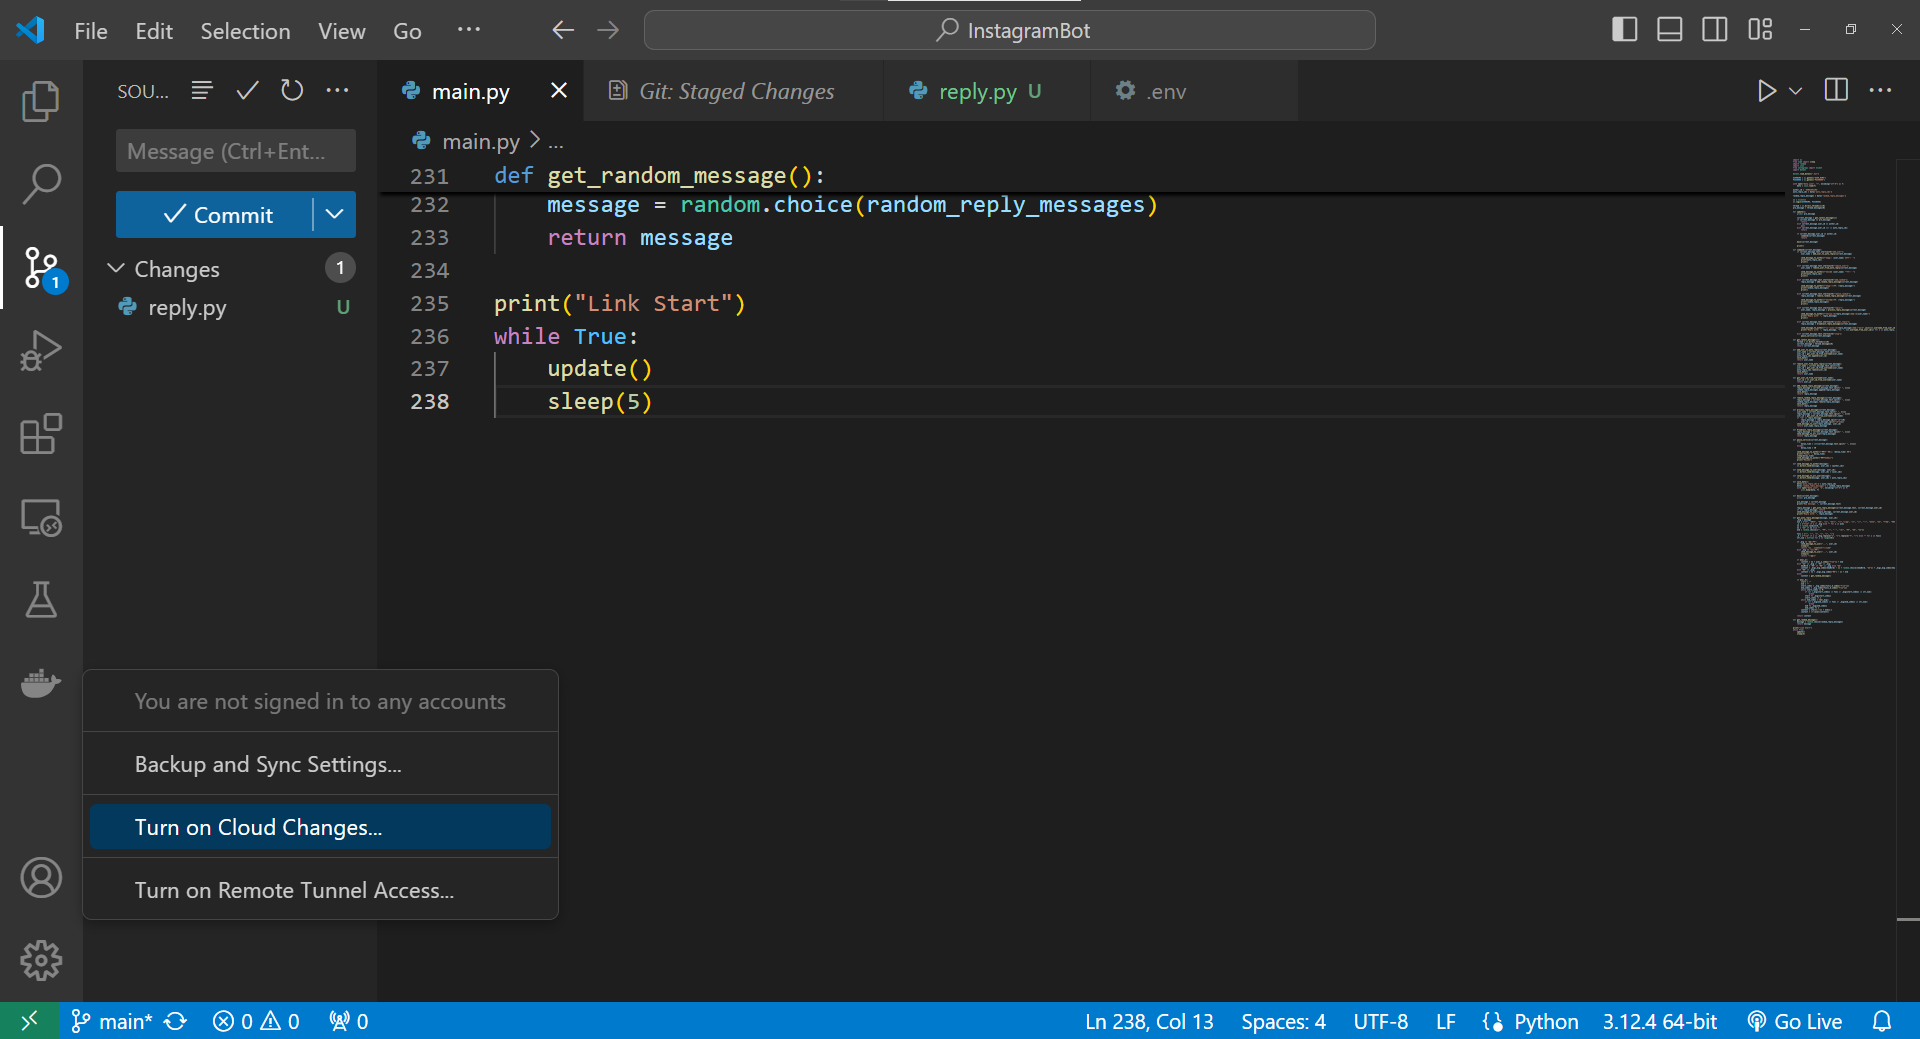 File Edit Selection View Go ···
InstagramBot
SOU...
main.py
Git: Staged Changes
reply.py U
.env
Message (Ctrl+Ent...
Commit
Changes 1
reply.py U
1
main.py > ...
231 def get_random_message():
232 message = random.choice(random_reply_messages)
233 return message
234
235 print("Link Start")
236 while True:
237 update()
238 sleep(5)
You are not signed in to any accounts
Backup and Sync Settings...
Turn on Cloud Changes...
Turn on Remote Tunnel Access...
main* 0 0 0 Ln 238, Col 13 Spaces: 4 UTF-8 LF Python 3.12.4 64-bit Go Live